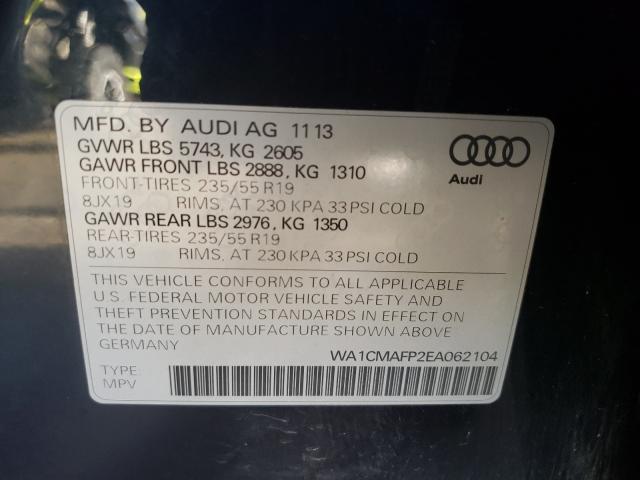 MFD. BY AUDI AG 11 13
GVWR LBS 5743, KG 2605
GAWR FRONT LBS 2888, KG 1310
FRONT-TIRES 235/55 R19
8JX19 RIMS, AT 230 KPA 33 PSI COLD
GAWR REAR LBS 2976, KG 1350
REAR-TIRES 235/55 R19
8JX19 RIMS, AT 230 KPA 33 PSI COLD
Audi
THIS VEHICLE CONFORMS TO ALL APPLICABLE
U.S. FEDERAL MOTOR VEHICLE SAFETY AND
THEFT PREVENTION STANDARDS IN EFFECT ON
THE DATE OF MANUFACTURE SHOWN ABOVE
GERMANY
WA1CMAFP2EA062104
TYPE:
MPV